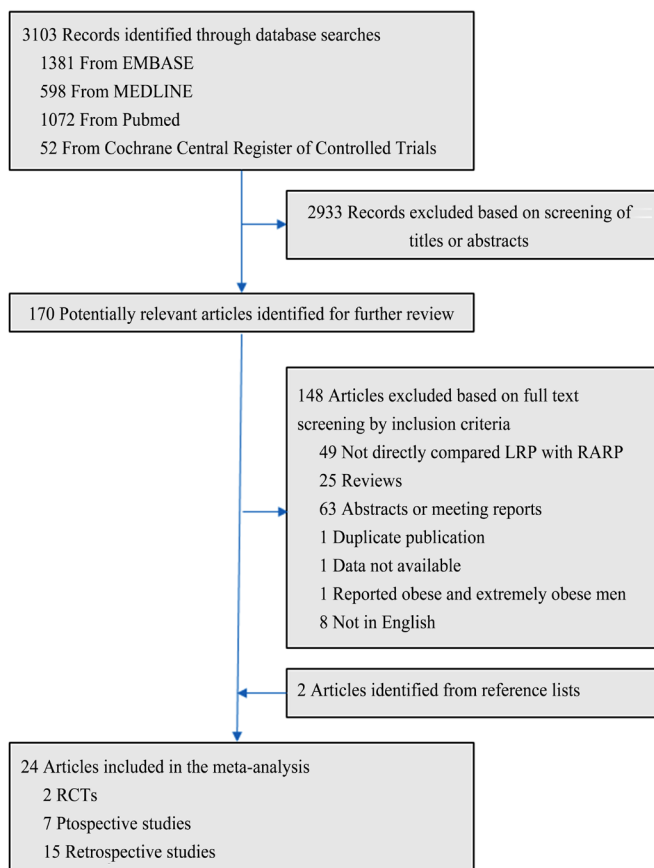 3103 Records identified through database searches
1381 From EMBASE
598 From MEDLINE
1072 From Pubmed
52 From Cochrane Central Register of Controlled Trials
2933 Records excluded based on screening of
titles or abstracts
170 Potentially relevant articles identified for further review
148 Articles excluded based on full text
screening by inclusion criteria
49 Not directly compared LRP with RARP
25 Reviews
63 Abstracts or meeting reports
1 Duplicate publication
1 Data not available
1 Reported obese and extremely obese men
8 Not in English
2 Articles identified from reference lists
24 Articles included in the meta-analysis
2 RCTs
7 Ptospective studies
15 Retrospective studies